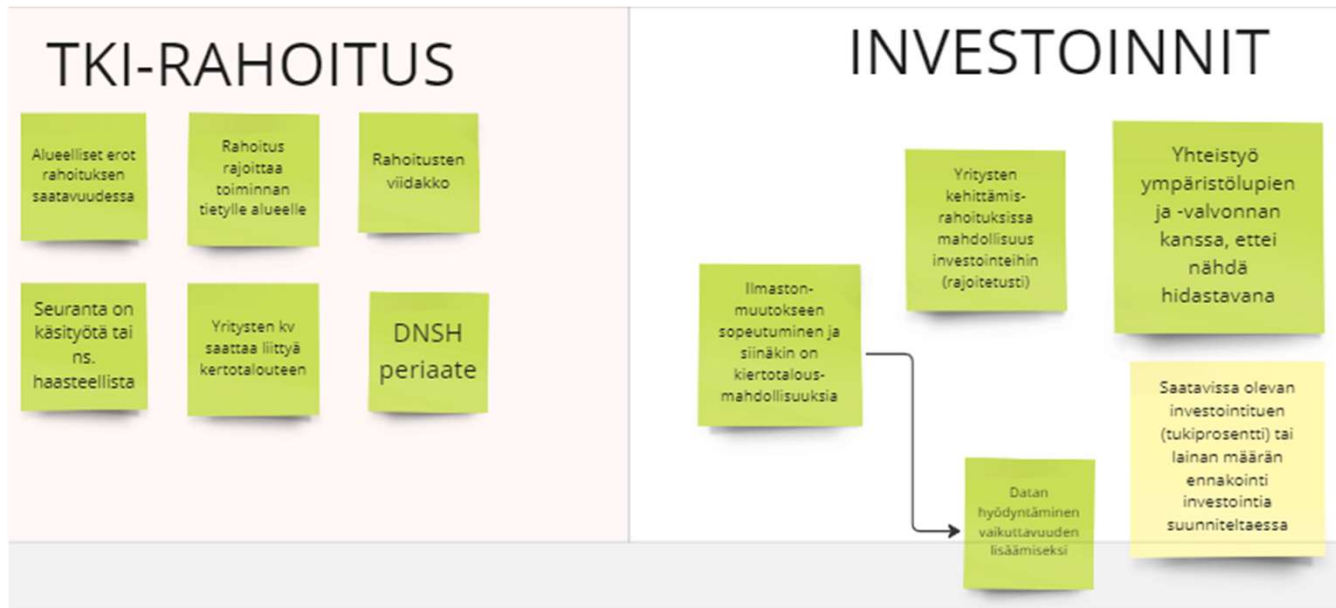 TKI-RAHOITUS
Alueelliset erot
rahoituksen
saatavuudessa
Rahoitus
rajoittaa
toiminnan
tietylle alueelle
Rahoitusten
viidakko
Seuranta on
käsityötä tai
ns.
haasteellista
Yritysten kv
saattaa liittyä
kertotalouteen
DNSH
periaate
INVESTOINNIT
Yritysten
kehittämis-
rahoituksissa
mahdollisuus
investointeihin
(rajoitetusti)
Yhteistyö
ympäristölupien
ja -valvonnan
kanssa, ettei
nähdä
hidastavana
Ilmaston-
muutokseen
sopeutuminen ja
siinäkin on
kiertotalous-
mahdollisuuksia
Saatavissa olevan
investointituen
(tukiprosentti) tai
lainan määrän
ennakointi
investointia
suunniteltaessa
Datan
hyödyntäminen
vaikuttavuuden
lisäämiseksi